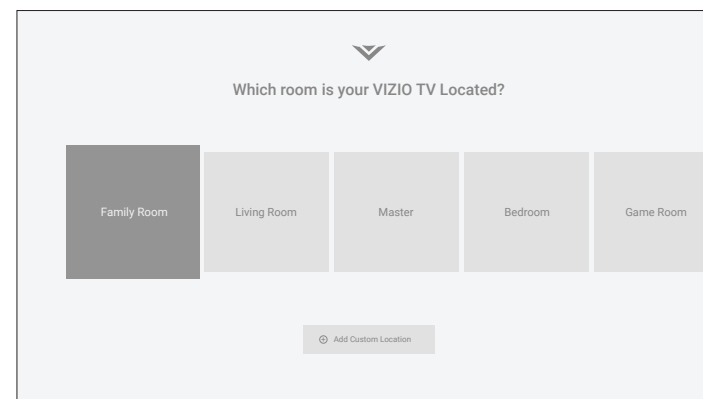 Which room is your VIZIO TV Located?
Family Room
Living Room
Master
Bedroom
Game Room
Add Custom Location